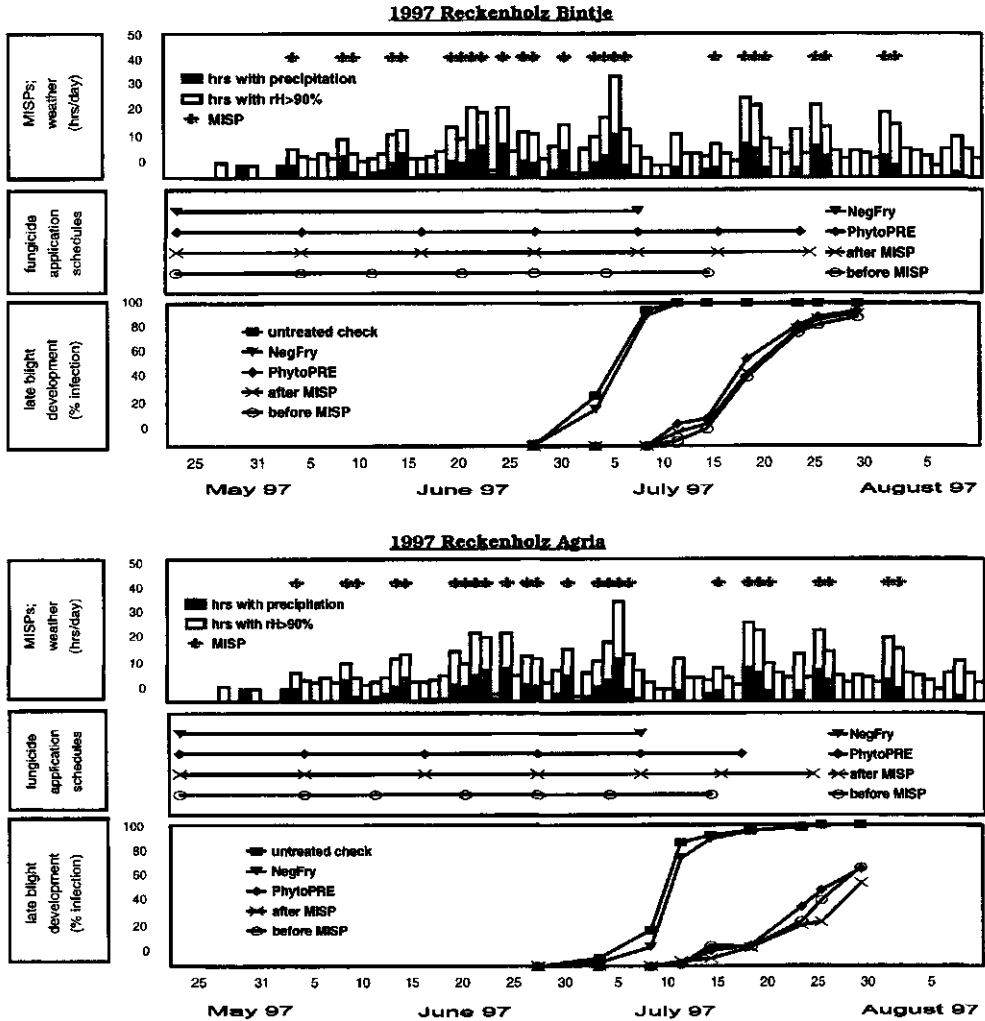 1997 Reckenholz Bintje
MISPs;
weather
(hrs/day)
50
40
30
20
10
0
hrs with precipitation
hrs with rH>90%
MISP
fungicide
application
schedules
NegFry
PhytoPRE
after MISP
before MISP
late blight
development
(% infection)
100
80
60
40
20
0
untreated check
NegFry
PhytoPRE
after MISP
before MISP
25 31 5 10 15 20 25 30 5 10 15 20 25 30 5
May 97 June 97 July 97 August 97
1997 Reckenholz Agria
MISPs;
weather
(hrs/day)
50
40
30
20
10
0
hrs with precipitation
hrs with rH>90%
MISP
fungicide
application
schedules
NegFry
PhytoPRE
after MISP
before MISP
late blight
development
(% infection)
100
80
60
40
20
0
untreated check
NegFry
PhytoPRE
after MISP
before MISP
25 31 5 10 15 20 25 30 5 10 15 20 25 30 5
May 97 June 97 July 97 August 97